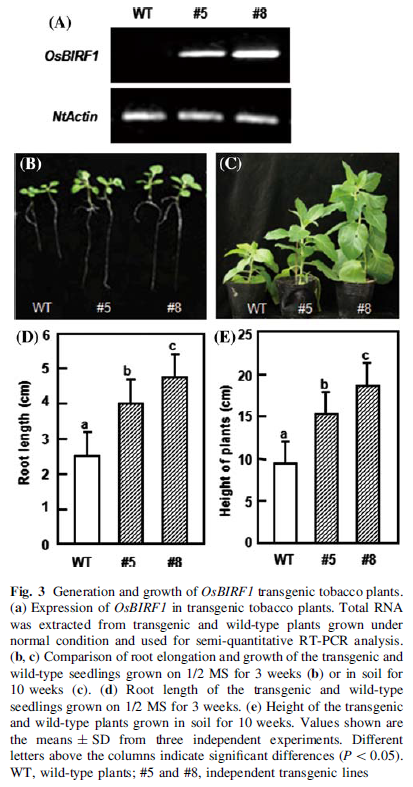 (A)
WT #5 #8
OsBIRF1
NtActin
(B)
(C)
WT #5 #8
WT #5 #8
(D)
Root length (cm)
6
5
4
3
2
1
0
a
b
c
WT #5 #8
(E)
Height of plants (cm)
25
20
15
10
5
0
a
b
c
WT #5 #8
Fig. 3 Generation and growth of OsBIRF1 transgenic tobacco plants.
(a) Expression of OsBIRF1 in transgenic tobacco plants. Total RNA
was extracted from transgenic and wild-type plants grown under
normal condition and used for semi-quantitative RT-PCR analysis.
(b, c) Comparison of root elongation and growth of the transgenic and
wild-type seedlings grown on 1/2 MS for 3 weeks (b) or in soil for
10 weeks (c). (d) Root length of the transgenic and wild-type
seedlings grown on 1/2 MS for 3 weeks. (e) Height of the transgenic
and wild-type plants grown in soil for 10 weeks. Values shown are
the means ± SD from three independent experiments. Different
letters above the columns indicate significant differences (P < 0.05).
WT, wild-type plants; #5 and #8, independent transgenic lines